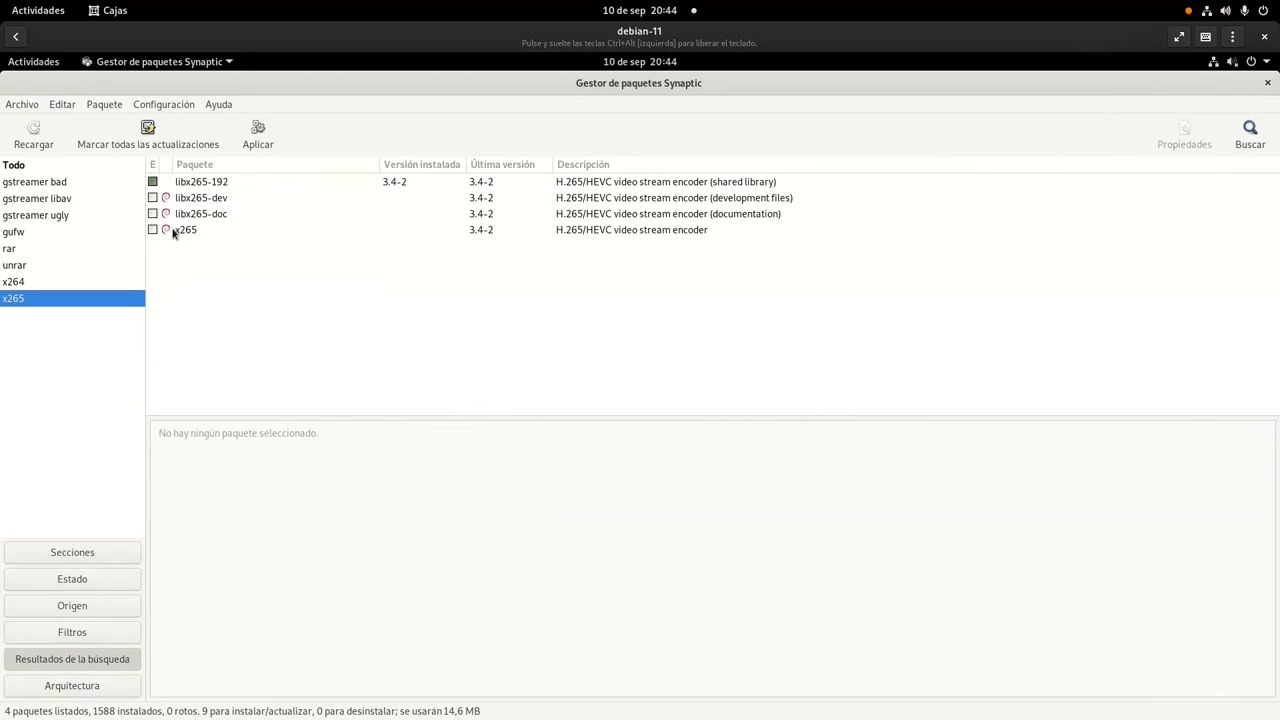 Actividades Cajas 10 de sep 20:44
debian-11
Pulse y suelte las teclas Ctrl+Alt [izquierda] para liberar el teclado.
Actividades Gestor de paquetes Synaptic 10 de sep 20:44
Gestor de paquetes Synaptic
Archivo Editar Paquete Configuración Ayuda
Recargar Marcar todas las actualizaciones Aplicar Propiedades Buscar
Todo
gstreamer bad
gstreamer libav
gstreamer ugly
gufw
rar
unrar
x264
x265
E Paquete Versión instalada Última versión Descripción
libx265-192 3.4-2 3.4-2 H.265/HEVC video stream encoder (shared library)
libx265-dev 3.4-2 H.265/HEVC video stream encoder (development files)
libx265-doc 3.4-2 H.265/HEVC video stream encoder (documentation)
x265 3.4-2 H.265/HEVC video stream encoder
No hay ningún paquete seleccionado.
Secciones
Estado
Origen
Filtros
Resultados de la búsqueda
Arquitectura
4 paquetes listados, 1588 instalados, 0 rotos. 9 para instalar/actualizar, 0 para desinstalar; se usarán 14,6 MB